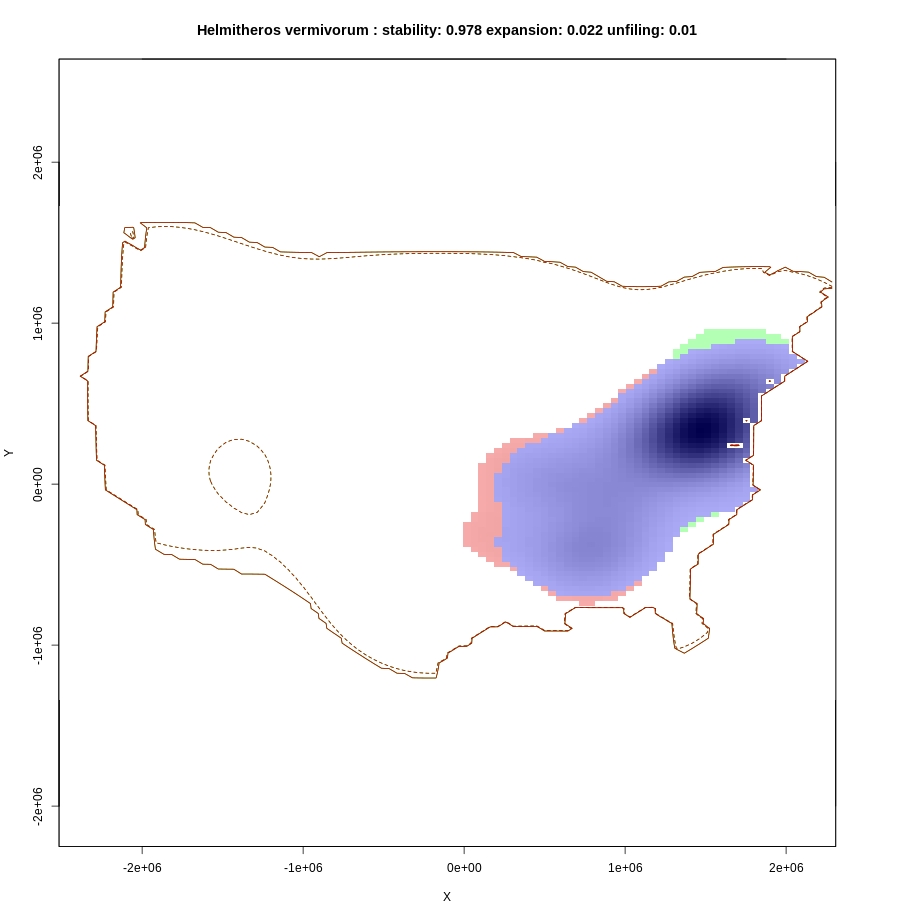 Helmitheros vermivorum : stability: 0.978 expansion: 0.022 unfiling: 0.01
2e+06
1e+06
0e+00
-1e+06
-2e+06
Y
-2e+06 -1e+06 0e+00 1e+06 2e+06
X